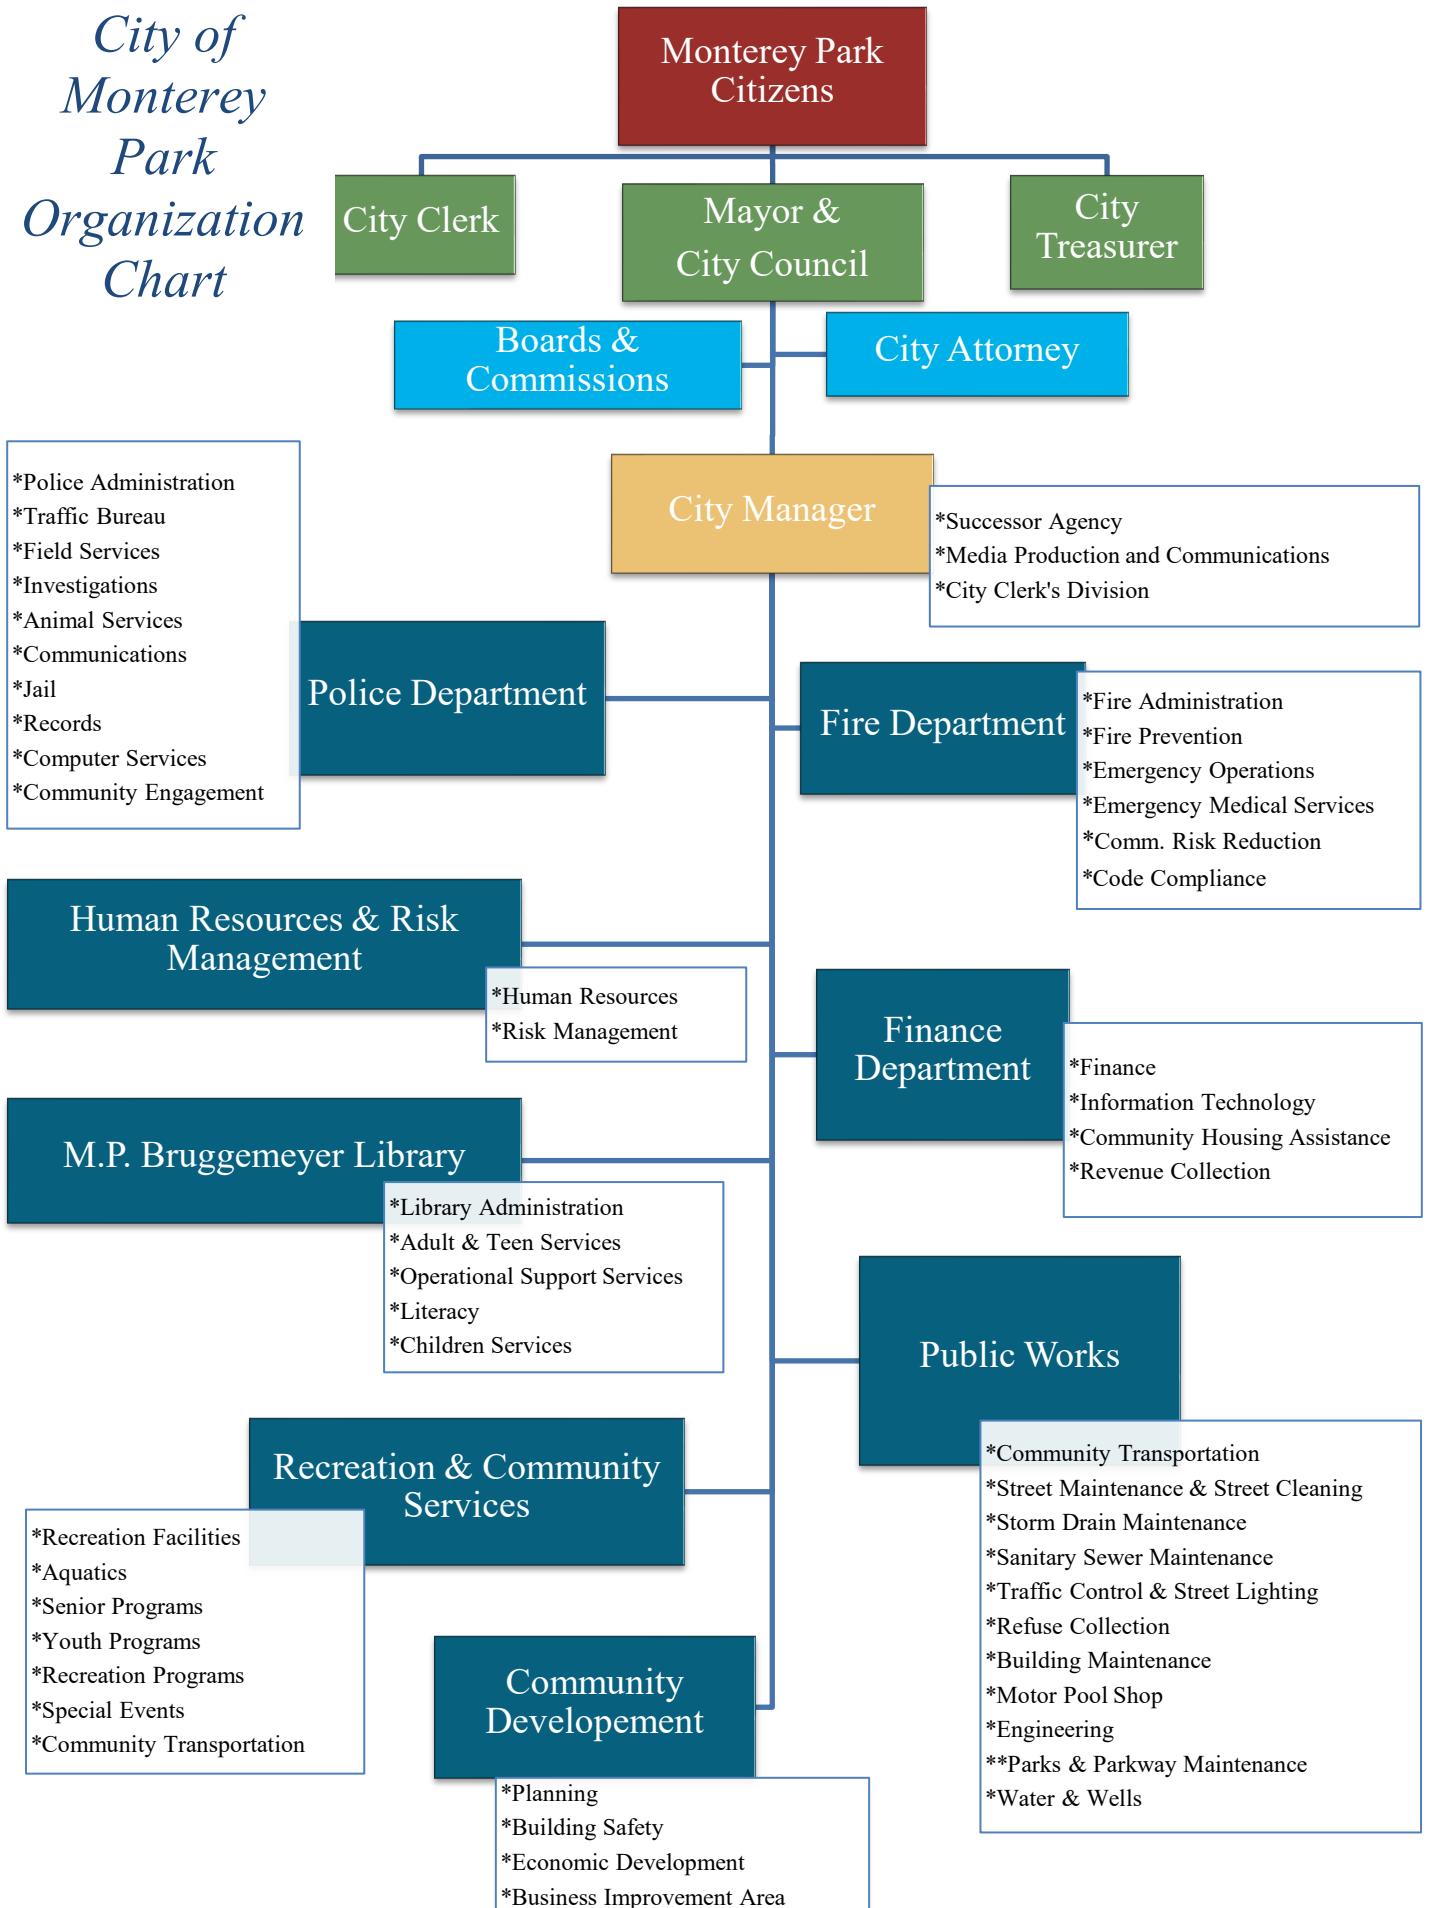 City of
Monterey
Park
Organization
Chart
Monterey Park
Citizens
City Clerk
Mayor &
City Council
City
Treasurer
Boards &
Commissions
City Attorney
City Manager
*Successor Agency
*Media Production and Communications
*City Clerk's Division
*Police Administration
*Traffic Bureau
*Field Services
*Investigations
*Animal Services
*Communications
*Jail
*Records
*Computer Services
*Community Engagement
Police Department
Fire Department
*Fire Administration
*Fire Prevention
*Emergency Operations
*Emergency Medical Services
*Comm. Risk Reduction
*Code Compliance
Human Resources & Risk
Management
*Human Resources
*Risk Management
Finance
Department
*Finance
*Information Technology
*Community Housing Assistance
*Revenue Collection
M.P. Bruggemeyer Library
*Library Administration
*Adult & Teen Services
*Operational Support Services
*Literacy
*Children Services
Public Works
*Community Transportation
*Street Maintenance & Street Cleaning
*Storm Drain Maintenance
*Sanitary Sewer Maintenance
*Traffic Control & Street Lighting
*Refuse Collection
*Building Maintenance
*Motor Pool Shop
*Engineering
**Parks & Parkway Maintenance
*Water & Wells
Recreation & Community
Services
*Recreation Facilities
*Aquatics
*Senior Programs
*Youth Programs
*Recreation Programs
*Special Events
*Community Transportation
Community
Developement
*Planning
*Building Safety
*Economic Development
*Business Improvement Area